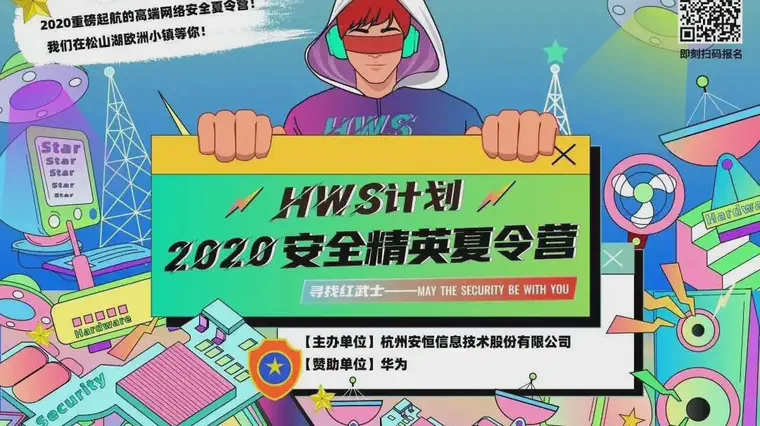 2020重磅起航的高端网络安全夏令营!
我们在松山湖欧洲小镇等你!
即刻扫码报名
HWS
Star
Star
Star
Star
Star
HWS计划
2020安全精英夏令营
寻找红武士——MAY THE SECURITY BE WITH YOU
Hardware
Hardware
【主办单位】杭州安恒信息技术股份有限公司
【赞助单位】华为
Security